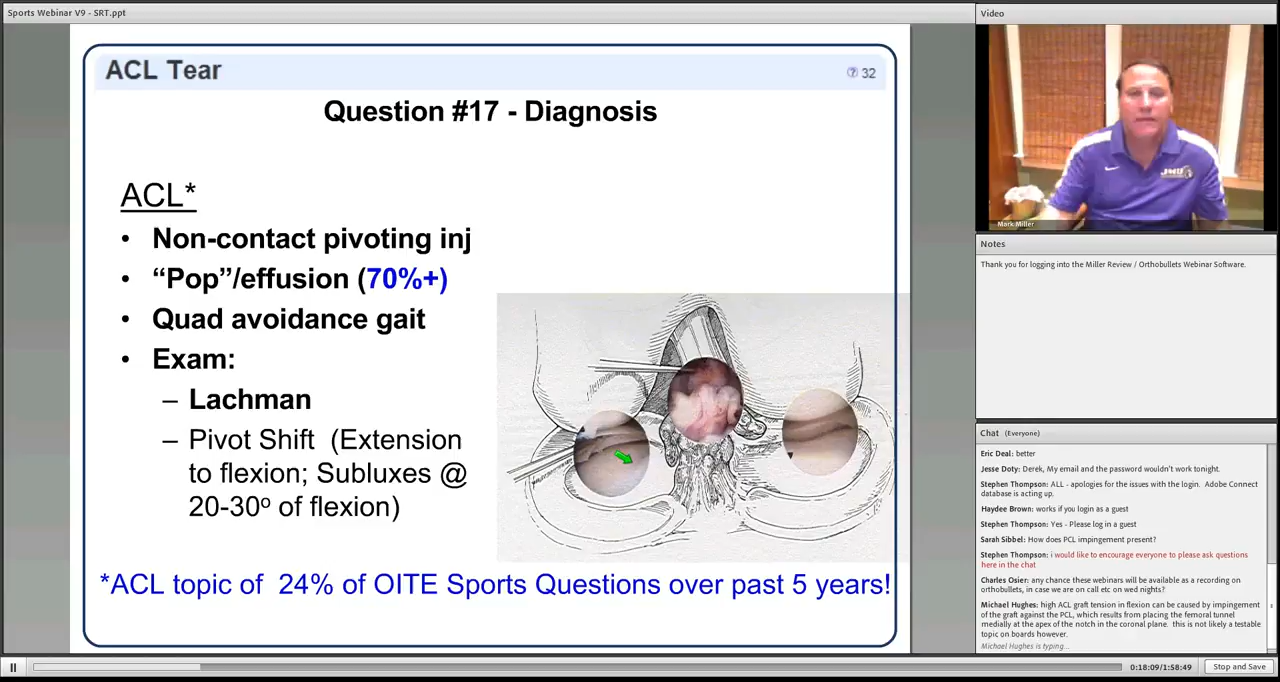 Sports Webinar V9 - SRT.ppt
ACL Tear
32
Question #17 - Diagnosis
ACL*
• Non-contact pivoting inj
• “Pop”/effusion (70%+)
• Quad avoidance gait
• Exam:
– Lachman
– Pivot Shift (Extension
to flexion; Subluxes @
20-30º of flexion)
*ACL topic of 24% of OITE Sports Questions over past 5 years!
Video
JMU
Mark Miller
Notes
Thank you for logging into the Miller Review / Orthobullets Webinar Software.
Chat (Everyone)
Eric Deal: better
Jesse Doty: Derek, My email and the password wouldn't work tonight.
Stephen Thompson: ALL - apologies for the issues with the login. Adobe Connect
database is acting up.
Haydee Brown: works if you login as a guest
Stephen Thompson: Yes - Please log in a guest
Sarah Sibbel: How does PCL impingement present?
Stephen Thompson: i would like to encourage everyone to please ask questions
here in the chat
Charles Osier: any chance these webinars will be available as a recording on
orthobullets, in case we are on call etc on wed nights?
Michael Hughes: high ACL graft tension in flexion can be caused by impingement
of the graft against the PCL, which results from placing the femoral tunnel
medially at the apex of the notch in the coronal plane. this is not likely a testable
topic on boards however.
Michael Hughes is typing...
0:18:09/1:58:49
Stop and Save